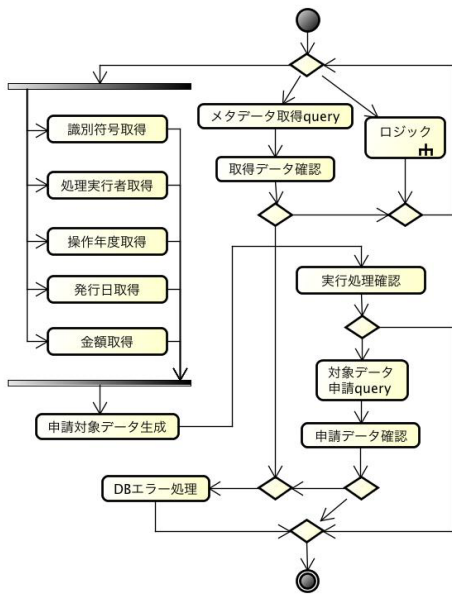 メタデータ取得query
識別符号取得
ロジック
取得データ確認
処理実行者取得
操作年度取得
実行処理確認
発行日取得
金額取得
対象データ
申請query
申請対象データ生成
申請データ確認
DBエラー処理